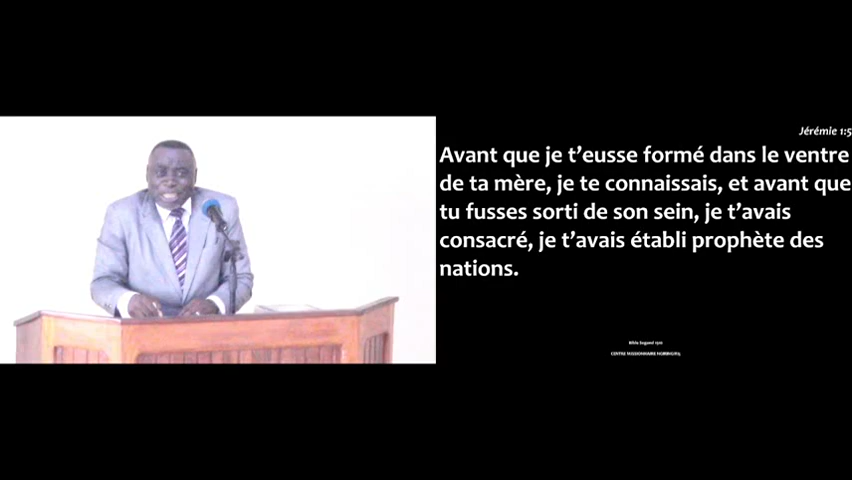 Jérémie 1:5
Avant que je t’eusse formé dans le ventre
de ta mère, je te connaissais, et avant que
tu fusses sorti de son sein, je t’avais
consacré, je t’avais établi prophète des
nations.
CENTRE MISSIONNAIRE